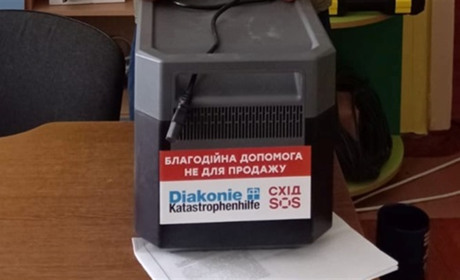 БЛАГОДІЙНА ДОПОМОГА
НЕ ДЛЯ ПРОДАЖУ
Diakonie
Katastrophenhilfe
СХІД
SOS